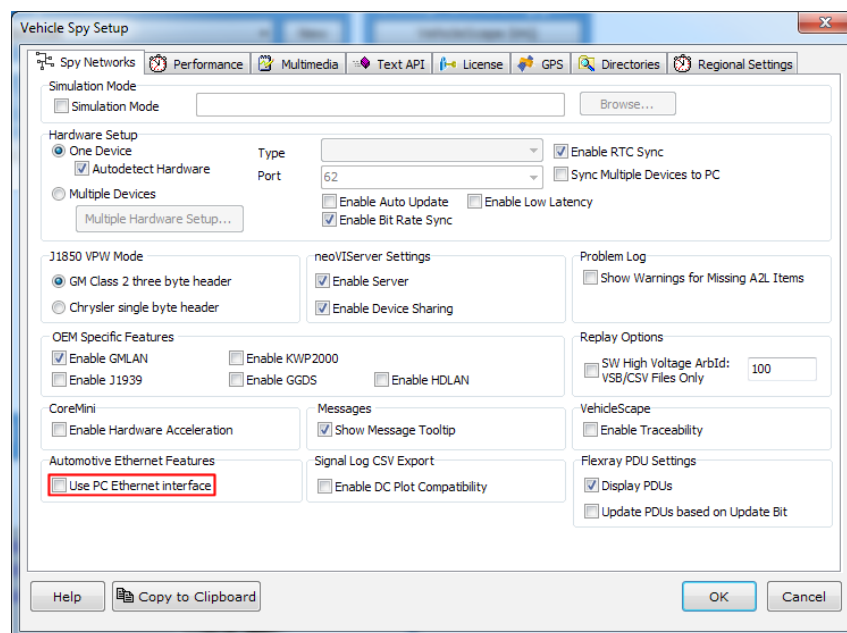 Vehicle Spy Setup
Spy Networks Performance Multimedia Text API License GPS Directories Regional Settings
Simulation Mode
Simulation Mode Browse...
Hardware Setup
One Device Type Enable RTC Sync
Autodetect Hardware Port 62 Sync Multiple Devices to PC
Multiple Devices Enable Auto Update Enable Low Latency
Multiple Hardware Setup... Enable Bit Rate Sync
J1850 VPW Mode neoVIServer Settings Problem Log
GM Class 2 three byte header Enable Server Show Warnings for Missing A2L Items
Chrysler single byte header Enable Device Sharing
OEM Specific Features Replay Options
Enable GMLAN Enable KWP2000 SW High Voltage ArbId: 100
Enable J1939 Enable GGDS Enable HDLAN VSB/CSV Files Only
CoreMini Messages VehicleScape
Enable Hardware Acceleration Show Message Tooltip Enable Traceability
Automotive Ethernet Features Signal Log CSV Export Flexray PDU Settings
Use PC Ethernet interface Enable DC Plot Compatibility Display PDUs
Update PDUs based on Update Bit
Help Copy to Clipboard OK Cancel